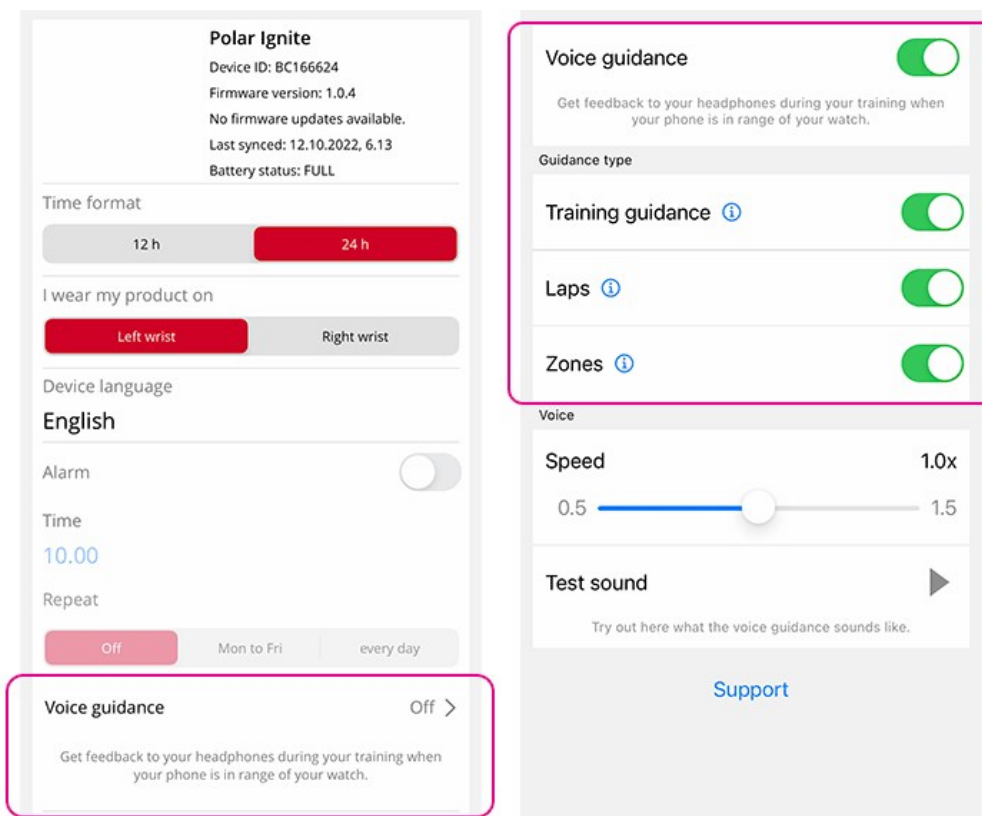 Polar Ignite
Device ID: BC166624
Firmware version: 1.0.4
No firmware updates available.
Last synced: 12.10.2022, 6.13
Battery status: FULL
Time format
12 h
24 h
I wear my product on
Left wrist
Right wrist
Device language
English
Alarm
Time
10.00
Repeat
Off
Mon to Fri
every day
Voice guidance
Off
Get feedback to your headphones during your training when
your phone is in range of your watch.
Voice guidance
Get feedback to your headphones during your training when
your phone is in range of your watch.
Guidance type
Training guidance
Laps
Zones
Voice
Speed
1.0x
0.5
1.5
Test sound
Try out here what the voice guidance sounds like.
Support